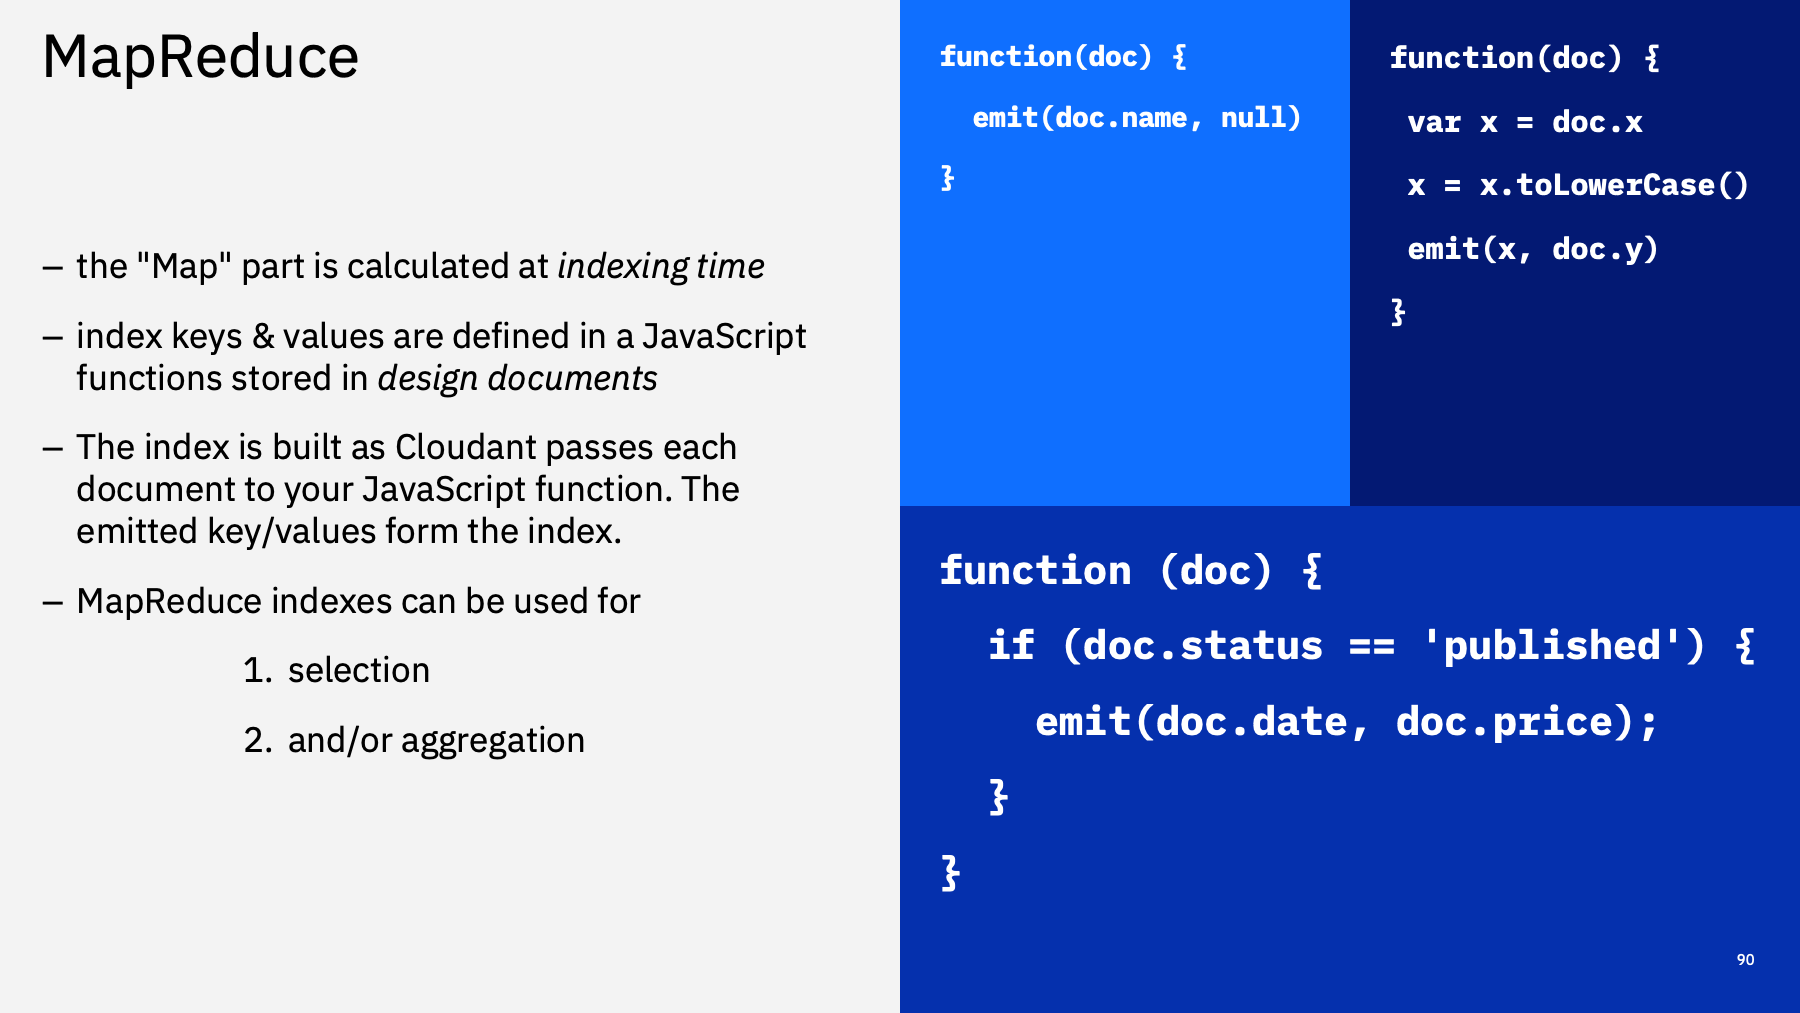 MapReduce
– the "Map" part is calculated at indexing time
– index keys & values are defined in a JavaScript
functions stored in design documents
– The index is built as Cloudant passes each
document to your JavaScript function. The
emitted key/values form the index.
– MapReduce indexes can be used for
1. selection
2. and/or aggregation
function(doc) {
  emit(doc.name, null)
}
function(doc) {
 var x = doc.x
 x = x.toLowerCase()
 emit(x, doc.y)
}
function (doc) {
  if (doc.status == 'published') {
    emit(doc.date, doc.price);
  }
}
90